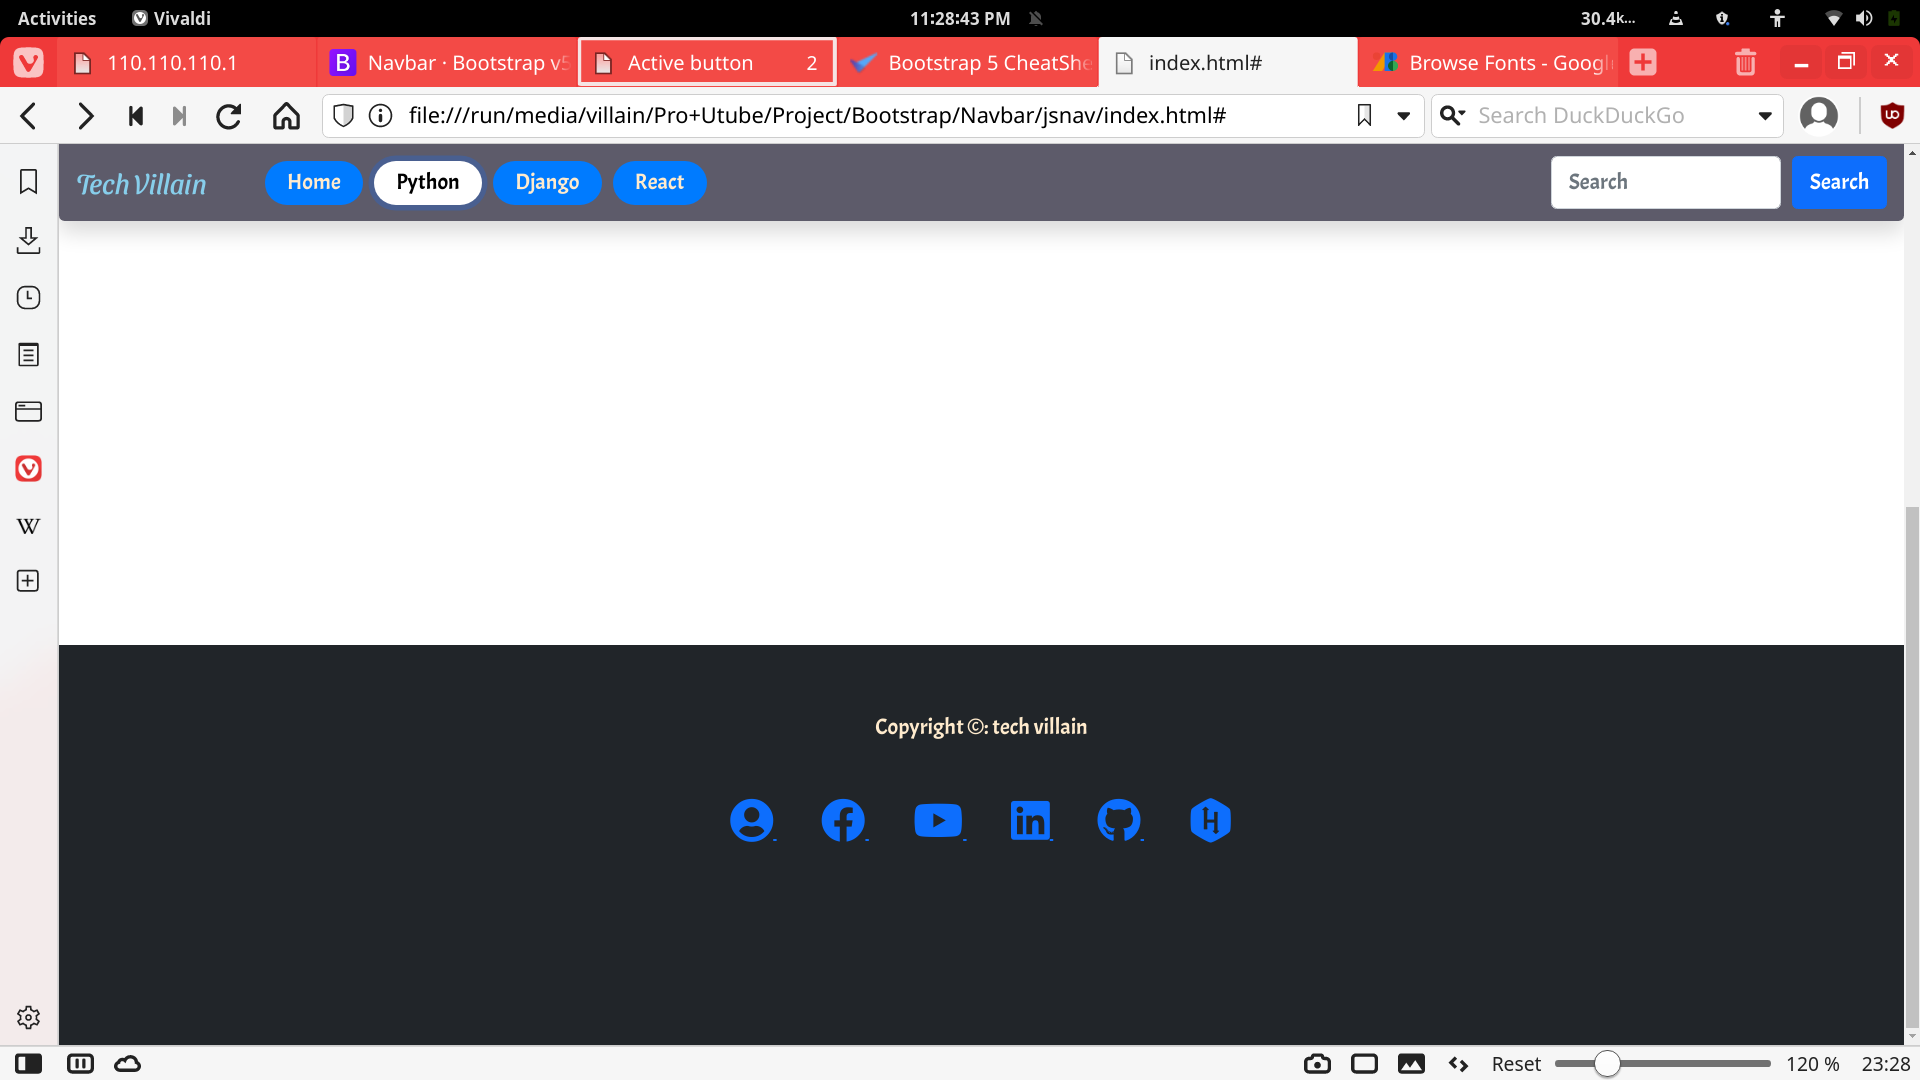 Activities Vivaldi 11:28:43 PM 30.4k...
110.110.110.1 Navbar · Bootstrap v5 Active button 2 Bootstrap 5 CheatShe index.html# Browse Fonts - Googl
file:///run/media/villain/Pro+Utube/Project/Bootstrap/Navbar/jsnav/index.html# Search DuckDuckGo
Tech Villain Home Python Django React Search Search
Copyright ©: tech villain
Reset 120 % 23:28